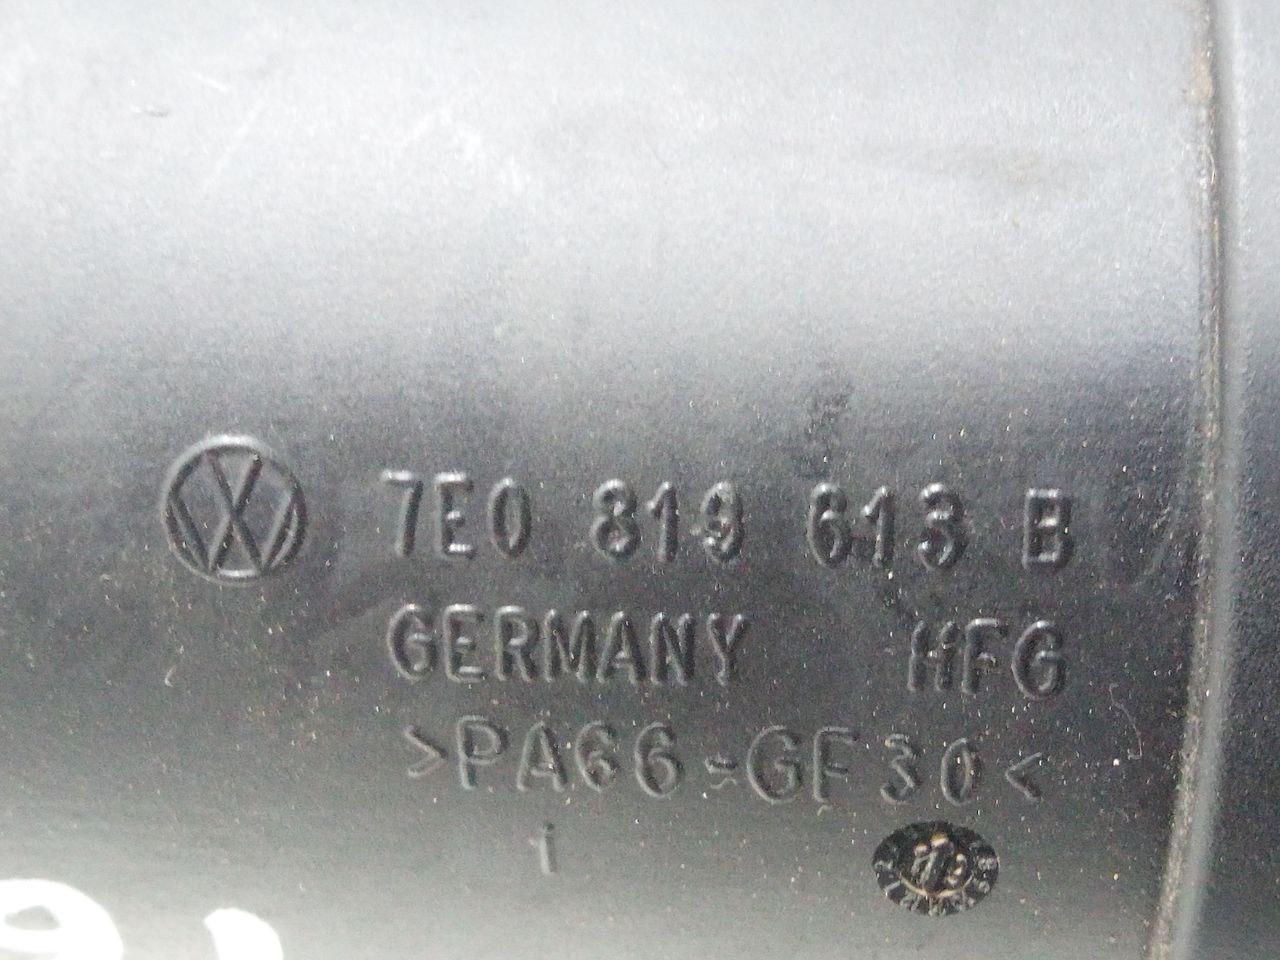 7E0 819 613 B
GERMANY HFG
>PA66-GF30<